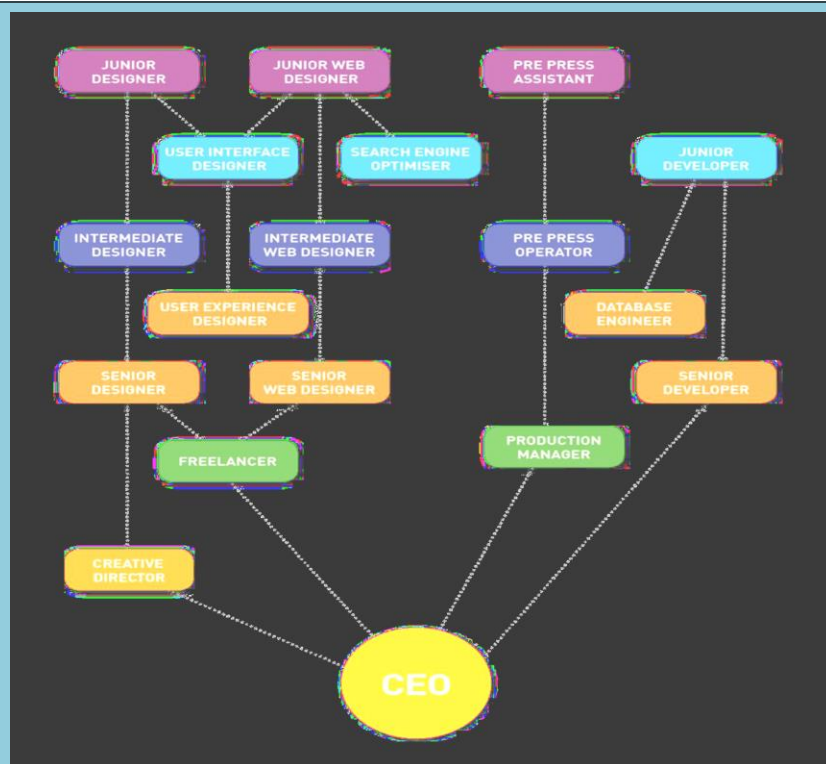 JUNIOR
DESIGNER
JUNIOR WEB
DESIGNER
PRE PRESS
ASSISTANT
USER INTERFACE
DESIGNER
SEARCH ENGINE
OPTIMISER
JUNIOR
DEVELOPER
INTERMEDIATE
DESIGNER
INTERMEDIATE
WEB DESIGNER
PRE PRESS
OPERATOR
USER EXPERIENCE
DESIGNER
DATABASE
ENGINEER
SENIOR
DESIGNER
SENIOR
WEB DESIGNER
SENIOR
DEVELOPER
FREELANCER
PRODUCTION
MANAGER
CREATIVE
DIRECTOR
CEO